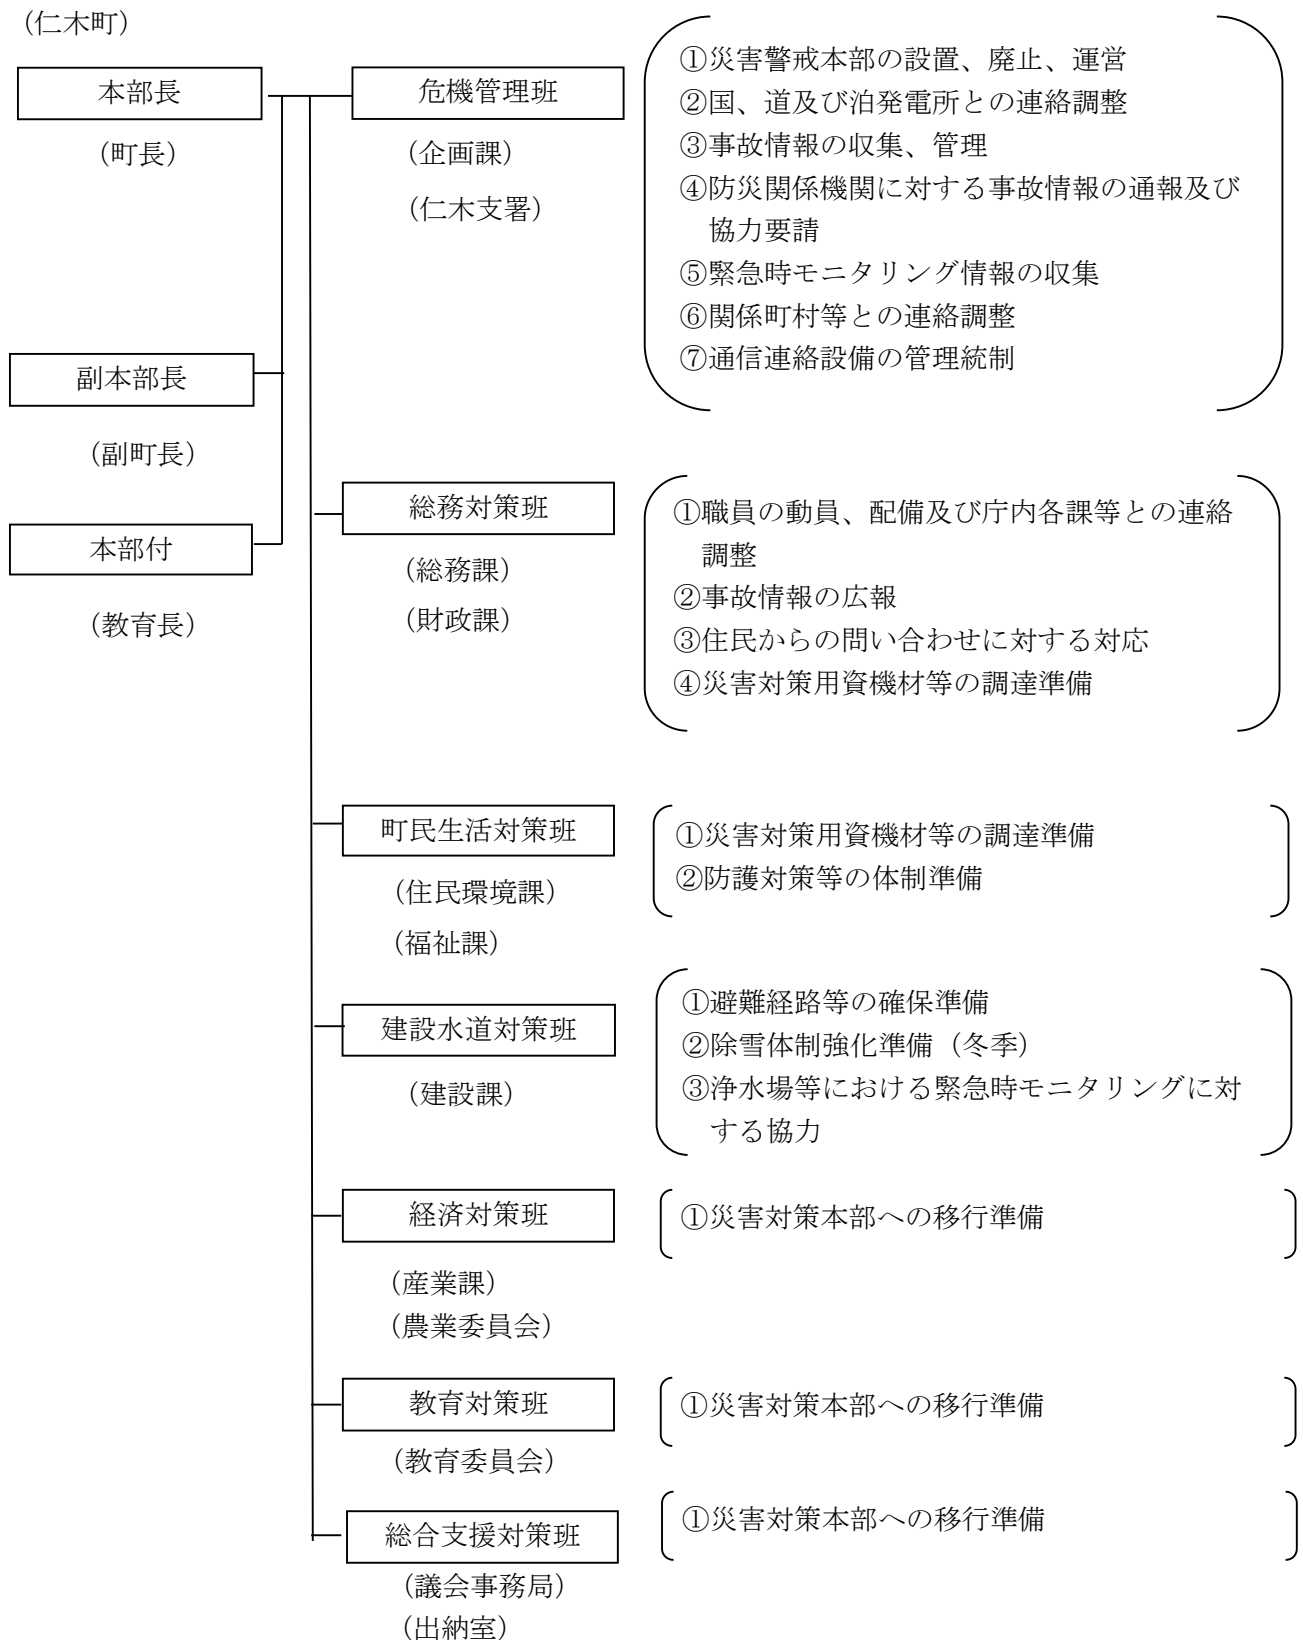 （仁木町）
本部長
（町長）
副本部長
（副町長）
本部付
（教育長）
危機管理班
（企画課）
（仁木支署）
①災害警戒本部の設置、廃止、運営
②国、道及び泊発電所との連絡調整
③事故情報の収集、管理
④防災関係機関に対する事故情報の通報及び
協力要請
⑤緊急時モニタリング情報の収集
⑥関係町村等との連絡調整
⑦通信連絡設備の管理統制
総務対策班
（総務課）
（財政課）
①職員の動員、配備及び庁内各課等との連絡
調整
②事故情報の広報
③住民からの問い合わせに対する対応
④災害対策用資機材等の調達準備
町民生活対策班
（住民環境課）
（福祉課）
①災害対策用資機材等の調達準備
②防護対策等の体制準備
建設水道対策班
（建設課）
①避難経路等の確保準備
②除雪体制強化準備（冬季）
③浄水場等における緊急時モニタリングに対
する協力
経済対策班
（産業課）
（農業委員会）
①災害対策本部への移行準備
教育対策班
（教育委員会）
①災害対策本部への移行準備
総合支援対策班
（議会事務局）
（出納室）
①災害対策本部への移行準備